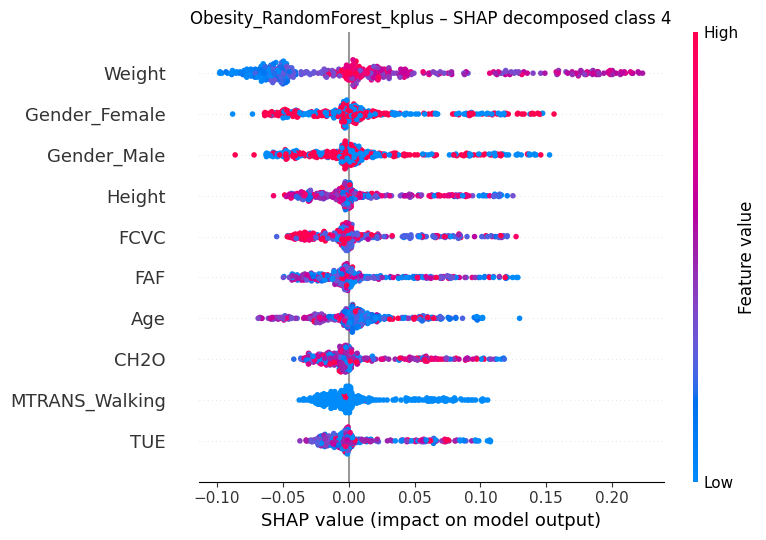 Obesity_RandomForest_kplus – SHAP decomposed class 4
High
Weight
Gender_Female
Gender_Male
Height
FCVC
FAF
Age
CH2O
MTRANS_Walking
TUE
Feature value
Low
−0.10 −0.05 0.00 0.05 0.10 0.15 0.20
SHAP value (impact on model output)